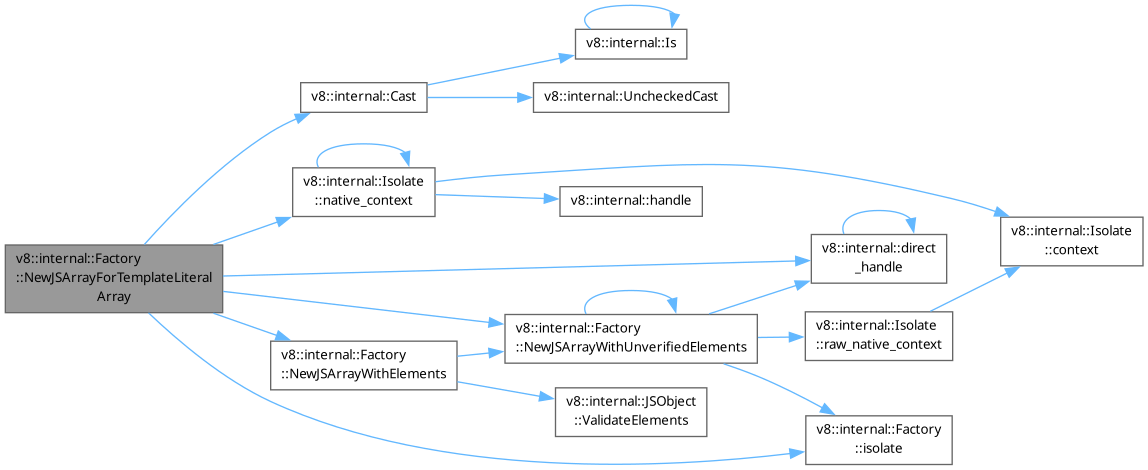 v8::internal::Is
v8::internal::Cast
v8::internal::UncheckedCast
v8::internal::Isolate
::native_context
v8::internal::handle
v8::internal::Isolate
::context
v8::internal::direct
_handle
v8::internal::Factory
::NewJSArrayForTemplateLiteral
Array
v8::internal::Factory
::NewJSArrayWithUnverifiedElements
v8::internal::Isolate
::raw_native_context
v8::internal::Factory
::NewJSArrayWithElements
v8::internal::JSObject
::ValidateElements
v8::internal::Factory
::isolate